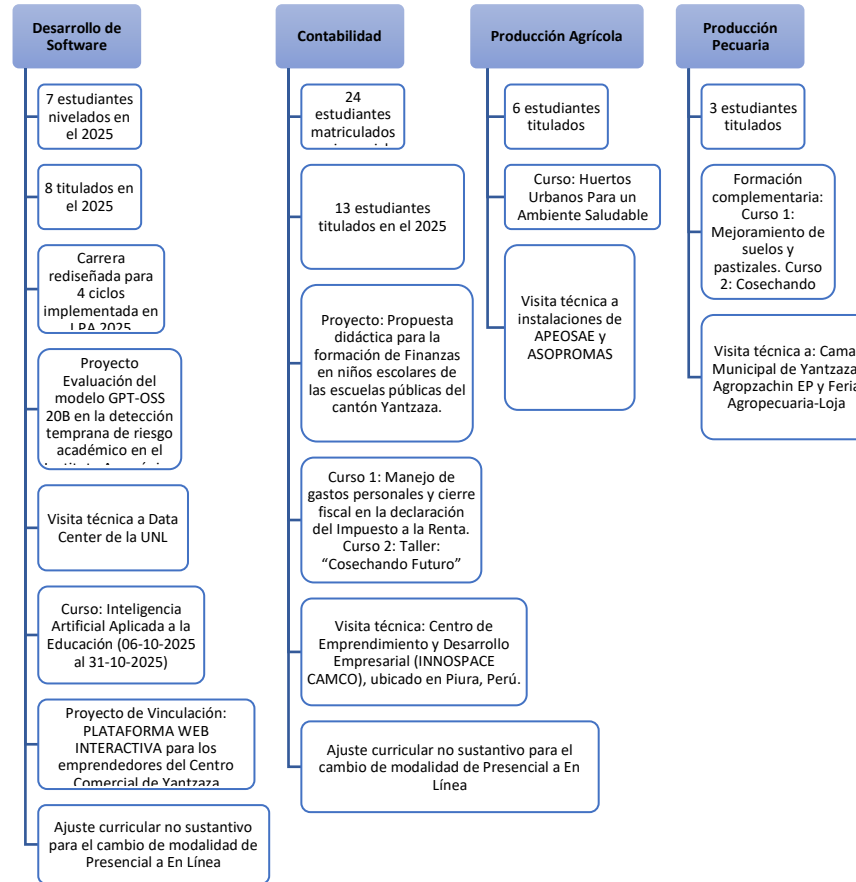 Desarrollo de
Software
7 estudiantes
nivelados en
el 2025
8 titulados en
el 2025
Carrera
rediseñada para
4 ciclos
implementada en
2025
Proyecto
Evaluación del
modelo GPT-OSS
20B en la detección
temprana de riesgo
académico en el
Visita técnica a Data
Center de la UNL
Curso: Inteligencia
Artificial Aplicada a la
Educación (06-10-2025
al 31-10-2025)
Proyecto de Vinculación:
PLATAFORMA WEB
INTERACTIVA para los
emprendedores del Centro
Comercial de Yantzaza
Ajuste curricular no sustantivo
para el cambio de modalidad de
Presencial a En Línea
Contabilidad
24
estudiantes
matriculados
13 estudiantes
titulados en el 2025
Proyecto: Propuesta
didáctica para la
formación de Finanzas
en niños escolares de
las escuelas públicas del
cantón Yantzaza.
Curso 1: Manejo de
gastos personales y cierre
fiscal en la declaración
del Impuesto a la Renta.
Curso 2: Taller:
“Cosechando Futuro”
Visita técnica: Centro de
Emprendimiento y Desarrollo
Empresarial (INNOSPACE
CAMCO), ubicado en Piura, Perú.
Ajuste curricular no sustantivo para el
cambio de modalidad de Presencial a En
Línea
Producción Agrícola
6 estudiantes
titulados
Curso: Huertos
Urbanos Para un
Ambiente Saludable
Visita técnica a
instalaciones de
APEOSAE y
ASOPROMAS
Producción
Pecuaria
3 estudiantes
titulados
Formación
complementaria:
Curso 1:
Mejoramiento de
suelos y
pastizales. Curso
2: Cosechando
Visita técnica a: Cama
Municipal de Yantzaza
Agropzachin EP y Feria
Agropecuaria-Loja